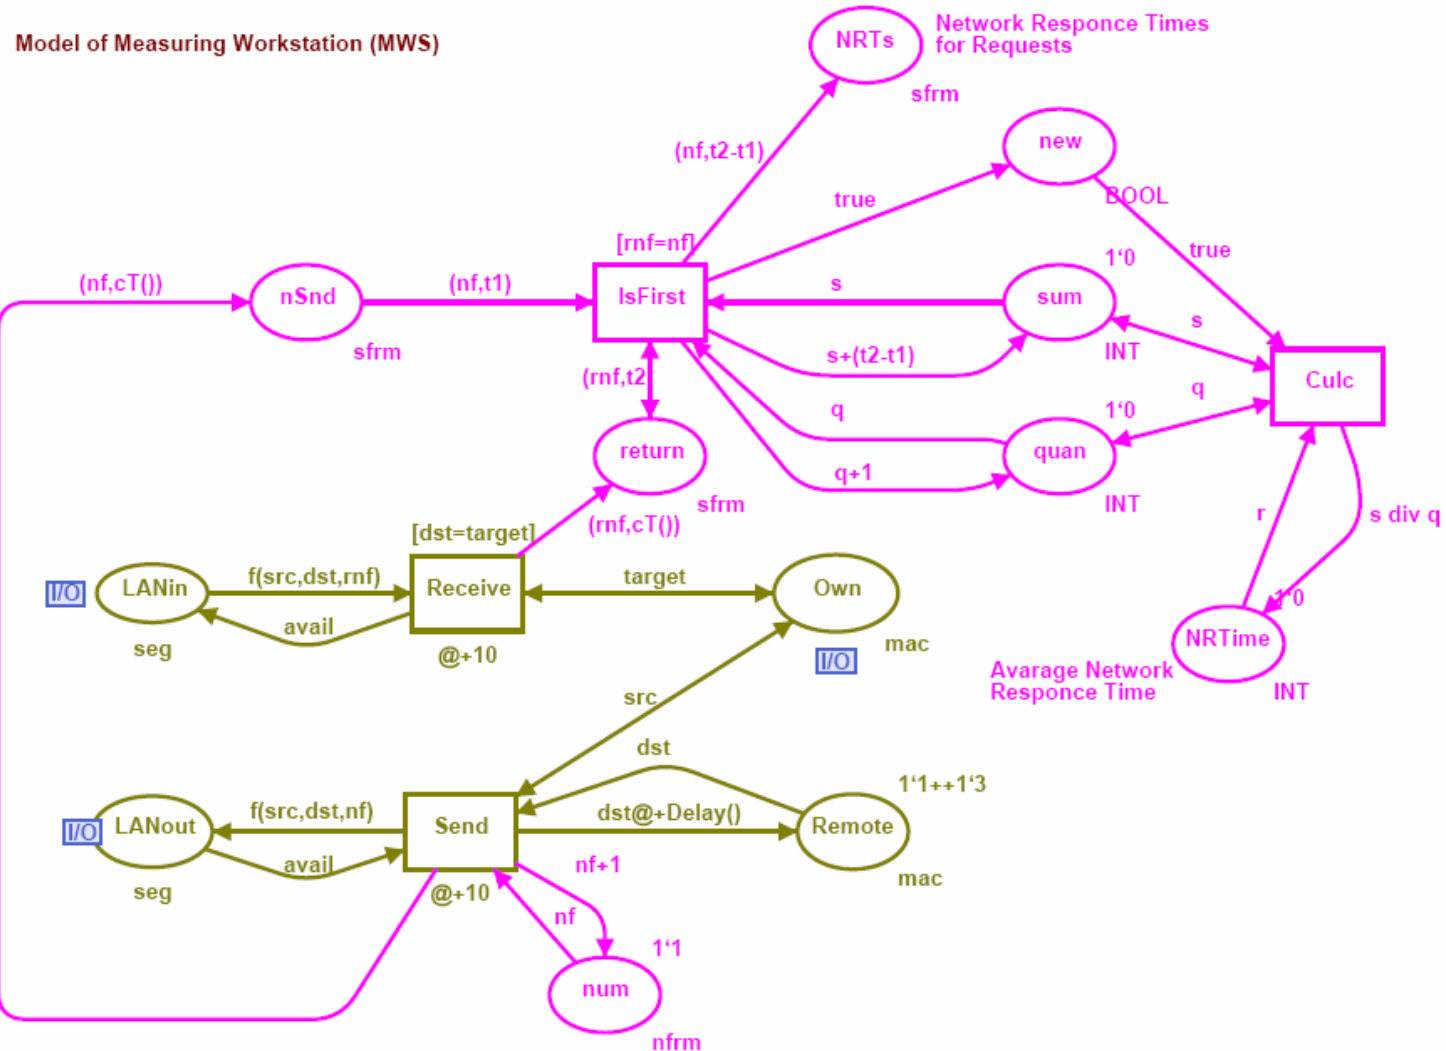 Network Responce Times
for Requests
NRTs
Model of Measuring Workstation (MWS)
sfrm
(nf,t2-t1)
new
true
BOOL
[rnf=nf]
true
1‘0
(nf,cT())
nSnd
(nf,t1)
IsFirst
s
sum
s
sfrm
s+(t2-t1)
INT
(rnf,t2
Culc
q
q
1‘0
return
q+1
quan
sfrm
INT
r
s div q
[dst=target]
(rnf,cT())
I/O
LANin
f(src,dst,rnf)
Receive
target
Own
1‘0
avail
seg
@+10
mac
I/O
NRTime
Avarage Network
Responce Time
INT
src
dst
1‘1++1‘3
I/O
LANout
f(src,dst,nf)
Send
dst@+Delay()
Remote
avail
nf+1
seg
@+10
mac
nf
1‘1
num
nfrm